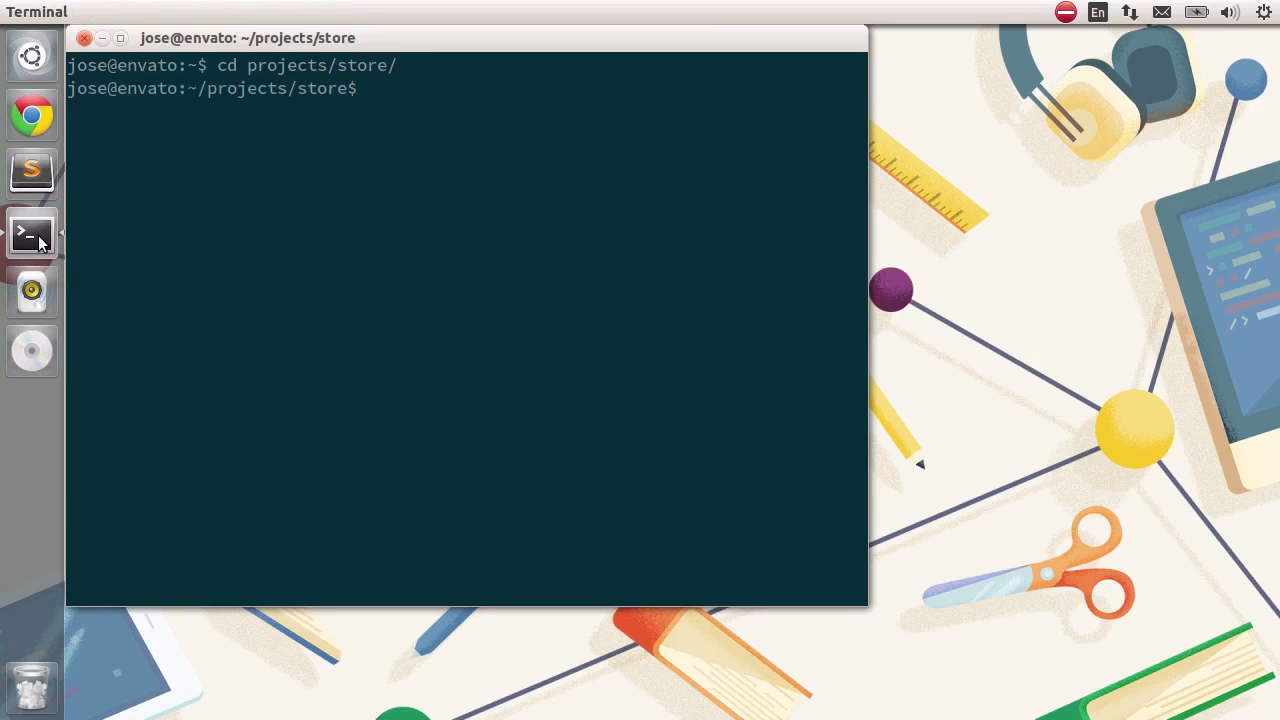 Terminal
En
jose@envato: ~/projects/store
jose@envato:~$ cd projects/store/
jose@envato:~/projects/store$